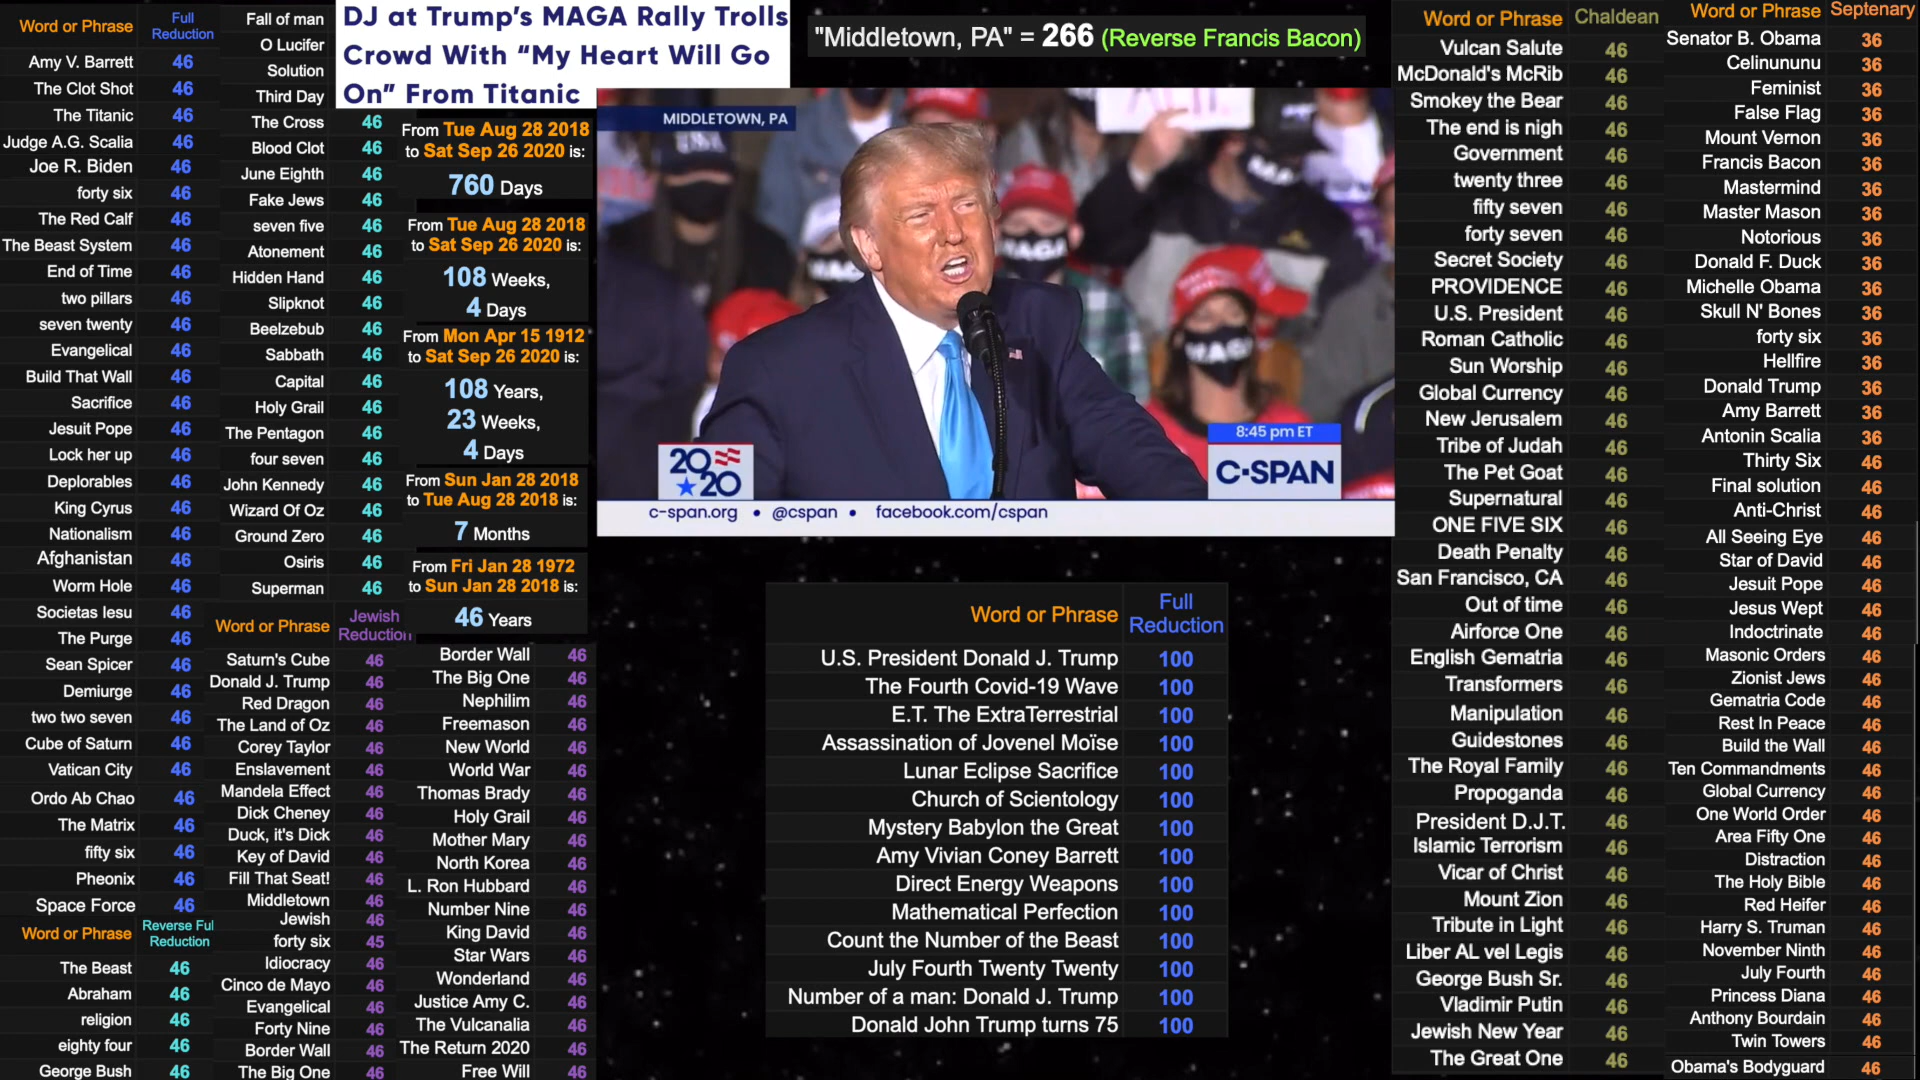 Word or Phrase Full Reduction
Amy V. Barrett 46
The Clot Shot 46
The Titanic 46
Judge A.G. Scalia 46
Joe R. Biden 46
forty six 46
The Red Calf 46
The Beast System 46
End of Time 46
two pillars 46
seven twenty 46
Evangelical 46
Build That Wall 46
Sacrifice 46
Jesuit Pope 46
Lock her up 46
Deplorables 46
King Cyrus 46
Nationalism 46
Afghanistan 46
Worm Hole 46
Societas Iesu 46
The Purge 46
Sean Spicer 46
Demiurge 46
two two seven 46
Cube of Saturn 46
Vatican City 46
Ordo Ab Chao 46
The Matrix 46
fifty six 46
Pheonix 46
Space Force 46
Word or Phrase Reverse Ful Reduction
The Beast 46
Abraham 46
religion 46
eighty four 46
George Bush 46
Fall of man
O Lucifer
Solution
Third Day
The Cross 46
Blood Clot 46
June Eighth 46
Fake Jews 46
seven five 46
Atonement 46
Hidden Hand 46
Slipknot 46
Beelzebub 46
Sabbath 46
Capital 46
Holy Grail 46
The Pentagon 46
four seven 46
John Kennedy 46
Wizard Of Oz 46
Ground Zero 46
Osiris 46
Superman 46
Word or Phrase Jewish Reduction
Saturn's Cube 46
Donald J. Trump 46
Red Dragon 46
The Land of Oz 46
Corey Taylor 46
Enslavement 46
Mandela Effect 46
Dick Cheney 46
Duck, it's Dick 46
Key of David 46
Fill That Seat! 46
Middletown 46
Jewish 46
forty six 45
Idiocracy 46
Cinco de Mayo 46
Evangelical 46
Forty Nine 46
Border Wall 46
The Big One 46
DJ at Trump's MAGA Rally Trolls
Crowd With "My Heart Will Go
On" From Titanic
From Tue Aug 28 2018
to Sat Sep 26 2020 is:
760 Days
From Tue Aug 28 2018
to Sat Sep 26 2020 is:
108 Weeks,
4 Days
From Mon Apr 15 1912
to Sat Sep 26 2020 is:
108 Years,
23 Weeks,
4 Days
From Sun Jan 28 2018
to Tue Aug 28 2018 is:
7 Months
From Fri Jan 28 1972
to Sun Jan 28 2018 is:
46 Years
Border Wall 46
The Big One 46
Nephilim 46
Freemason 46
New World 46
World War 46
Thomas Brady 46
Holy Grail 46
Mother Mary 46
North Korea 46
L. Ron Hubbard 46
Number Nine 46
King David 46
Star Wars 46
Wonderland 46
Justice Amy C. 46
The Vulcanalia 46
The Return 2020 46
Free Will 46
"Middletown, PA" = 266 (Reverse Francis Bacon)
MIDDLETOWN, PA
MAGA
MAGA
20
20
8:45 pm ET
C-SPAN
c-span.org • @cspan • facebook.com/cspan
Word or Phrase Full Reduction
U.S. President Donald J. Trump 100
The Fourth Covid-19 Wave 100
E.T. The ExtraTerrestrial 100
Assassination of Jovenel Moïse 100
Lunar Eclipse Sacrifice 100
Church of Scientology 100
Mystery Babylon the Great 100
Amy Vivian Coney Barrett 100
Direct Energy Weapons 100
Mathematical Perfection 100
Count the Number of the Beast 100
July Fourth Twenty Twenty 100
Number of a man: Donald J. Trump 100
Donald John Trump turns 75 100
Word or Phrase Chaldean
Vulcan Salute 46
McDonald's McRib 46
Smokey the Bear 46
The end is nigh 46
Government 46
twenty three 46
fifty seven 46
forty seven 46
Secret Society 46
PROVIDENCE 46
U.S. President 46
Roman Catholic 46
Sun Worship 46
Global Currency 46
New Jerusalem 46
Tribe of Judah 46
The Pet Goat 46
Supernatural 46
ONE FIVE SIX 46
Death Penalty 46
San Francisco, CA 46
Out of time 46
Airforce One 46
English Gematria 46
Transformers 46
Manipulation 46
Guidestones 46
The Royal Family 46
Propoganda 46
President D.J.T. 46
Islamic Terrorism 46
Vicar of Christ 46
Mount Zion 46
Tribute in Light 46
Liber AL vel Legis 46
George Bush Sr. 46
Vladimir Putin 46
Jewish New Year 46
The Great One 46
Word or Phrase Septenary
Senator B. Obama 36
Celinununu 36
Feminist 36
False Flag 36
Mount Vernon 36
Francis Bacon 36
Mastermind 36
Master Mason 36
Notorious 36
Donald F. Duck 36
Michelle Obama 36
Skull N' Bones 36
forty six 36
Hellfire 36
Donald Trump 36
Amy Barrett 36
Antonin Scalia 36
Thirty Six 46
Final solution 46
Anti-Christ 46
All Seeing Eye 46
Star of David 46
Jesuit Pope 46
Jesus Wept 46
Indoctrinate 46
Masonic Orders 46
Zionist Jews 46
Gematria Code 46
Rest In Peace 46
Build the Wall 46
Ten Commandments 46
Global Currency 46
One World Order 46
Area Fifty One 46
Distraction 46
The Holy Bible 46
Red Heifer 46
Harry S. Truman 46
November Ninth 46
July Fourth 46
Princess Diana 46
Anthony Bourdain 46
Twin Towers 46
Obama's Bodyguard 46